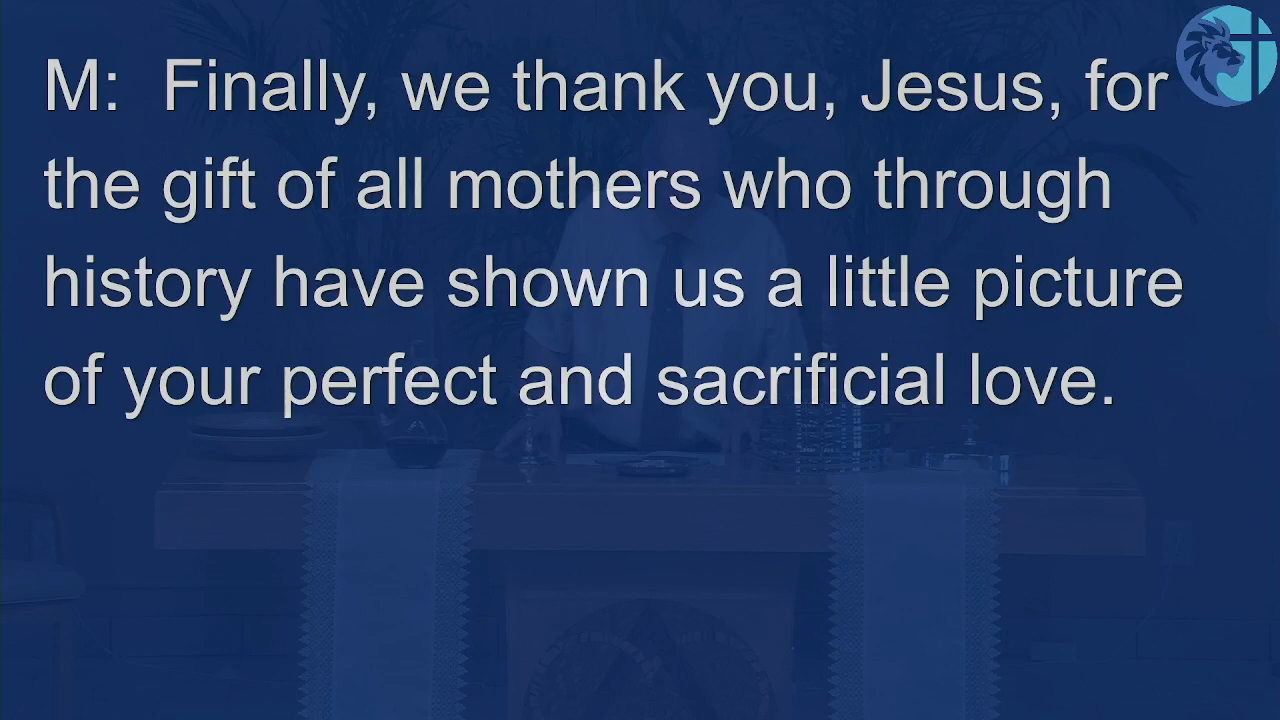 M:  Finally, we thank you, Jesus, for
the gift of all mothers who through
history have shown us a little picture
of your perfect and sacrificial love.